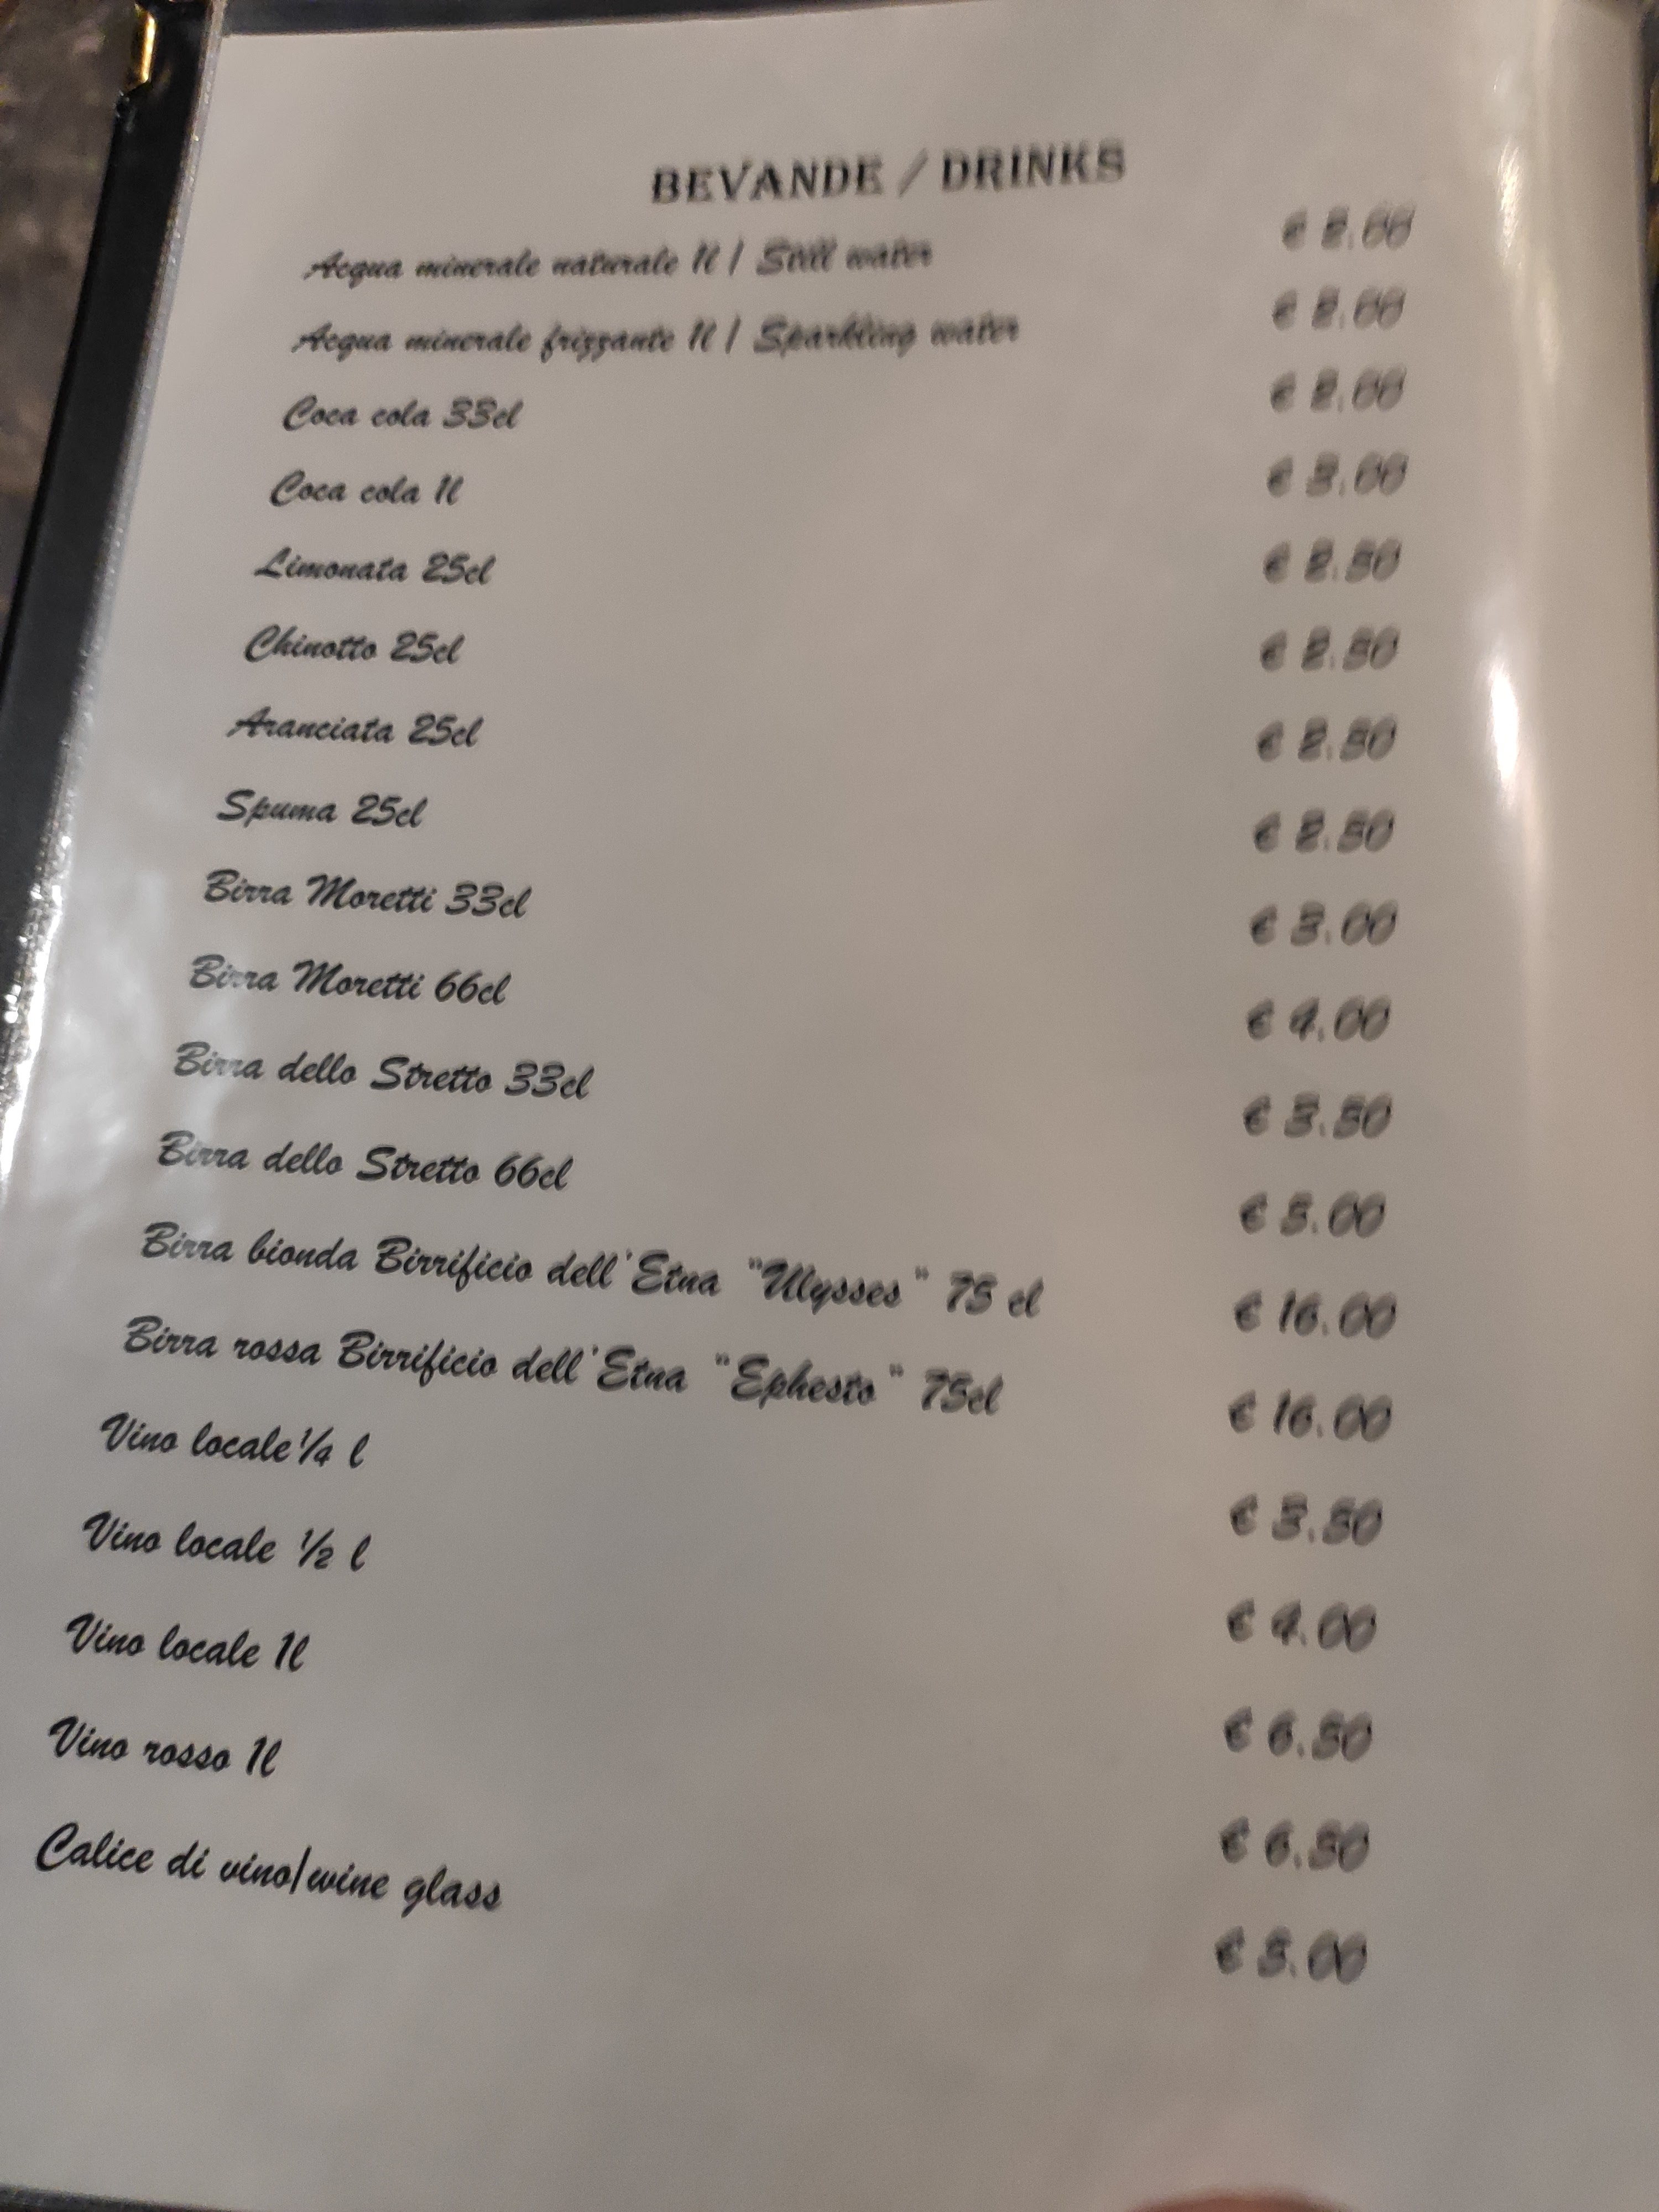 BEVANDE / DRINKS
Acqua minerale naturale 1l / Still water € 2.00
Acqua minerale frizzante 1l / Sparkling water € 2.00
Coca cola 33cl € 2.00
Coca cola 1l € 3.00
Limonata 25cl € 2.50
Chinotto 25cl € 2.50
Aranciata 25cl € 2.50
Spuma 25cl € 2.50
Birra Moretti 33cl € 3.00
Birra Moretti 66cl € 4.00
Birra dello Stretto 33cl € 3.50
Birra dello Stretto 66cl € 5.00
Birra bionda Birrificio dell'Etna "Ulysses" 75 cl € 16.00
Birra rossa Birrificio dell'Etna "Ephesto" 75cl € 16.00
Vino locale ¼ l € 3.50
Vino locale ½ l € 4.00
Vino locale 1l € 6.50
Vino rosso 1l € 6.50
Calice di vino/wine glass € 5.00